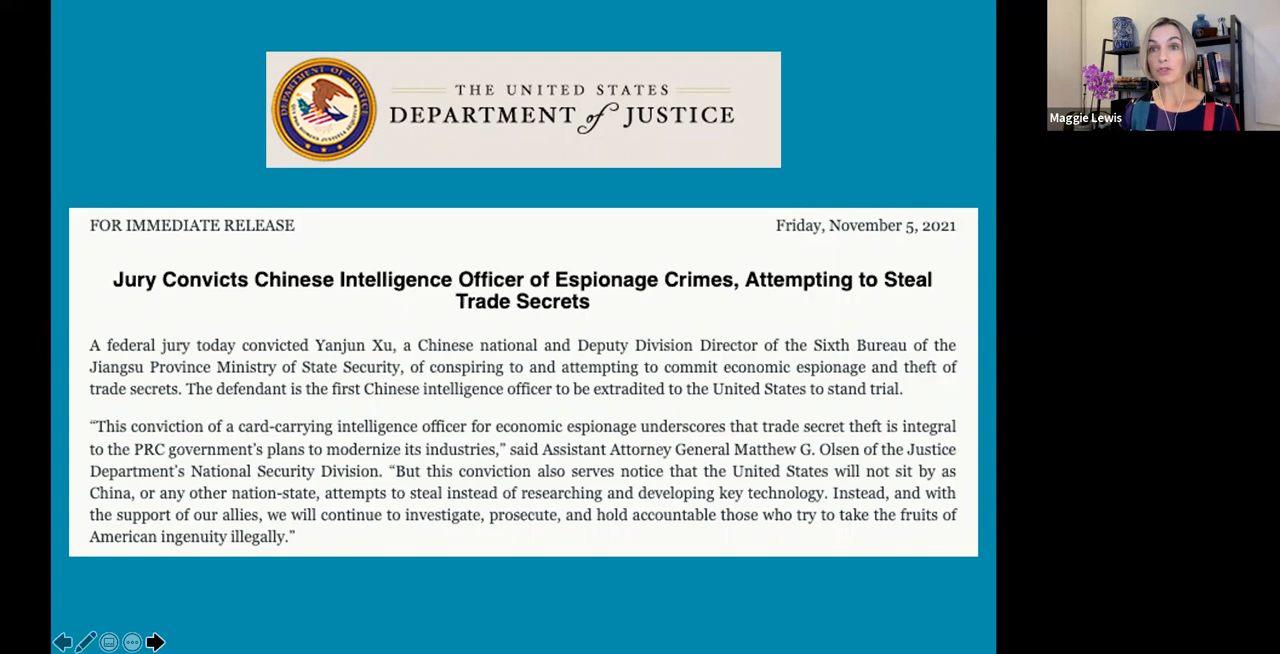 THE UNITED STATES
DEPARTMENT of JUSTICE
Maggie Lewis
FOR IMMEDIATE RELEASE
Friday, November 5, 2021
Jury Convicts Chinese Intelligence Officer of Espionage Crimes, Attempting to Steal
Trade Secrets
A federal jury today convicted Yanjun Xu, a Chinese national and Deputy Division Director of the Sixth Bureau of the
Jiangsu Province Ministry of State Security, of conspiring to and attempting to commit economic espionage and theft of
trade secrets. The defendant is the first Chinese intelligence officer to be extradited to the United States to stand trial.
“This conviction of a card-carrying intelligence officer for economic espionage underscores that trade secret theft is integral
to the PRC government’s plans to modernize its industries,” said Assistant Attorney General Matthew G. Olsen of the Justice
Department’s National Security Division. “But this conviction also serves notice that the United States will not sit by as
China, or any other nation-state, attempts to steal instead of researching and developing key technology. Instead, and with
the support of our allies, we will continue to investigate, prosecute, and hold accountable those who try to take the fruits of
American ingenuity illegally.”